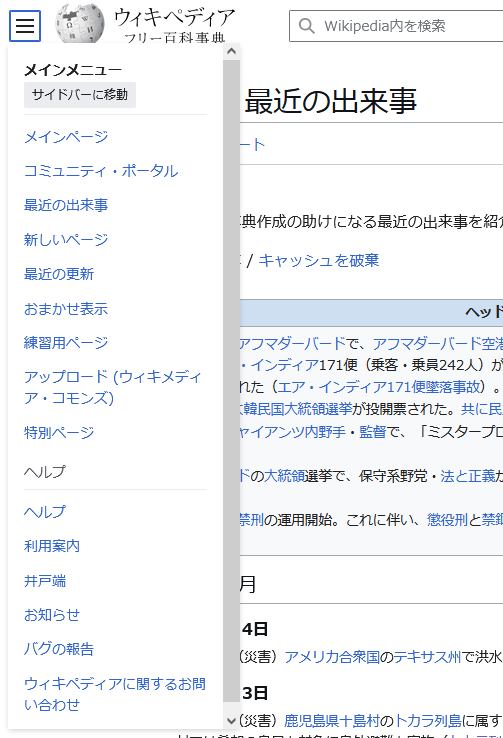 ウィキペディア
フリー百科事典
Wikipedia内を検索
メインメニュー
サイドバーに移動
メインページ
コミュニティ・ポータル
最近の出来事
新しいページ
最近の更新
おまかせ表示
練習用ページ
アップロード (ウィキメディ
ア・コモンズ)
特別ページ
ヘルプ
ヘルプ
利用案内
井戸端
お知らせ
バグの報告
ウィキペディアに関するお問
い合わせ
最近の出来事
ート
典作成の助けになる最近の出来事を紹
/ キャッシュを破棄
ヘッド
アフマダーバードで、アフマダーバード空港
・インディア171便（乗客・乗員242人）が
れた（エア・インディア171便墜落事故）。
韓民国大統領選挙が投開票された。共に民
ャイアンツ内野手・監督で、「ミスタープロ
ドの大統領選挙で、保守系野党・法と正義が
禁刑の運用開始。これに伴い、懲役刑と禁錮
月
4日
（災害）アメリカ合衆国のテキサス州で洪水
3日
（災害）鹿児島県十島村のトカラ列島に属す